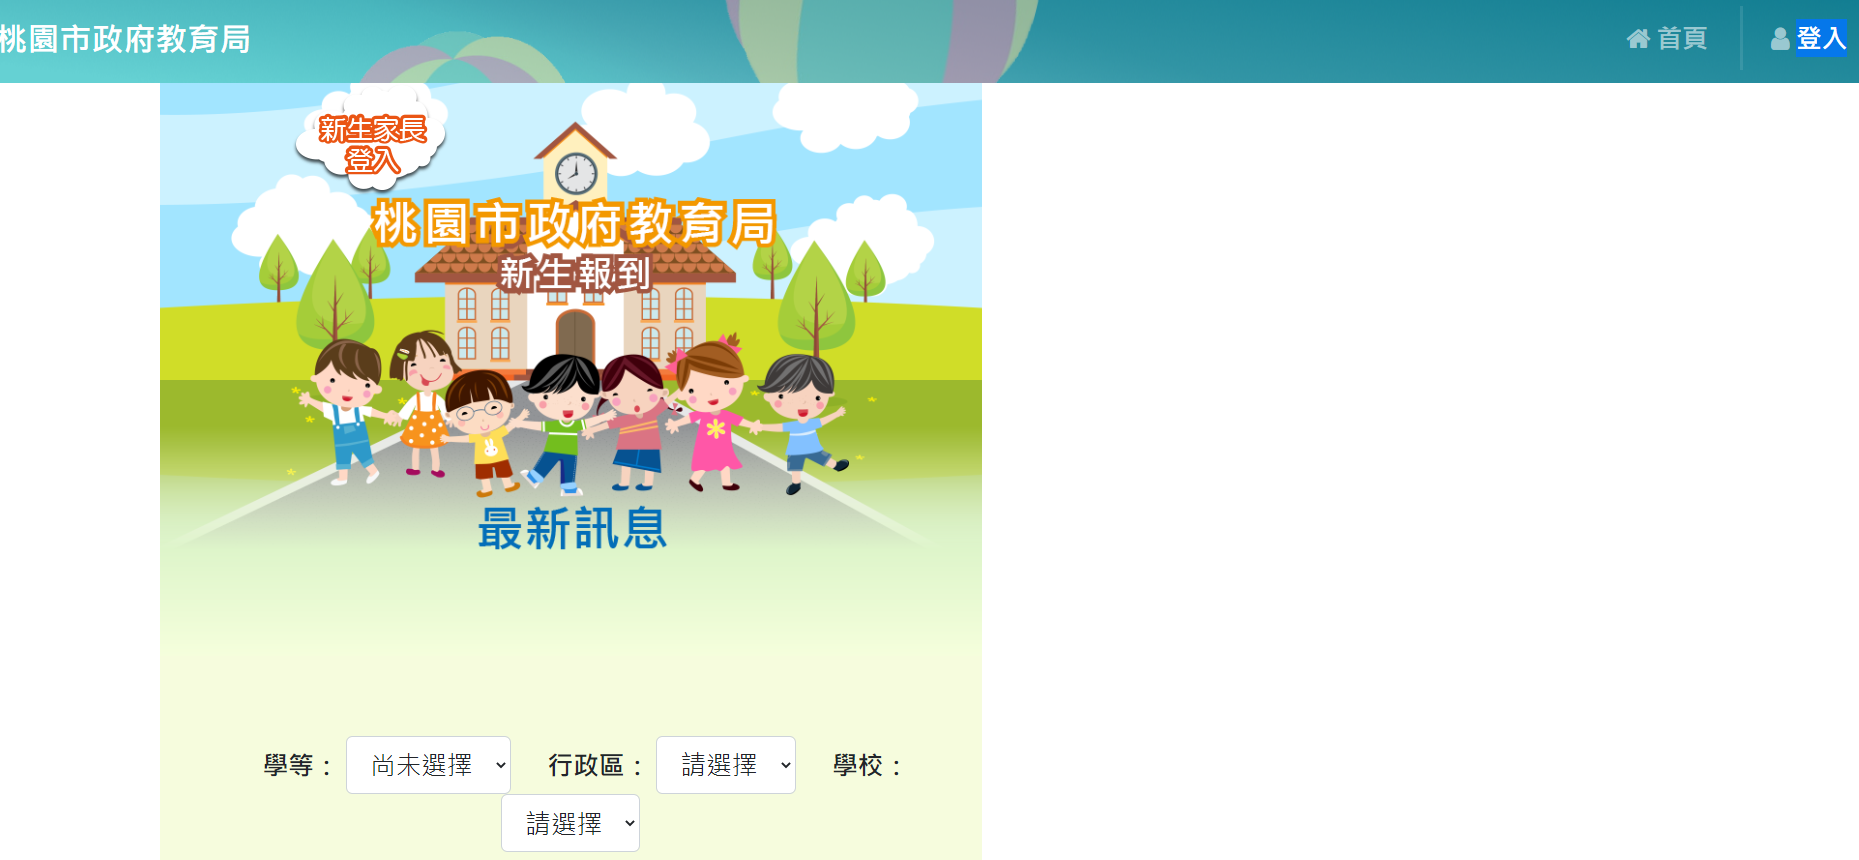 桃園市政府教育局
首頁
登入
新生家長
登入
桃園市政府教育局
新生報到
最新訊息
學等： 尚未選擇 行政區： 請選擇 學校：
請選擇